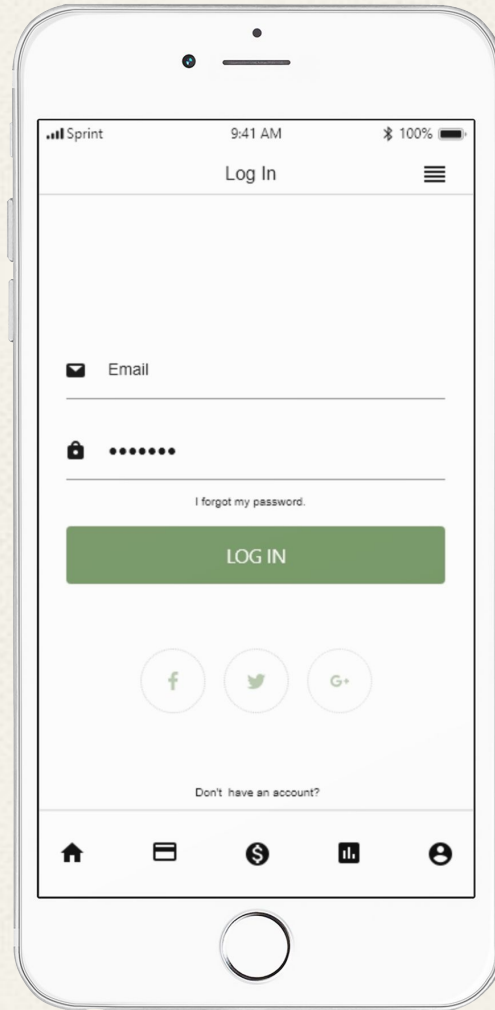 Sprint 9:41 AM 100%
Log In
Email
I forgot my password.
LOG IN
f G+
Don't have an account?